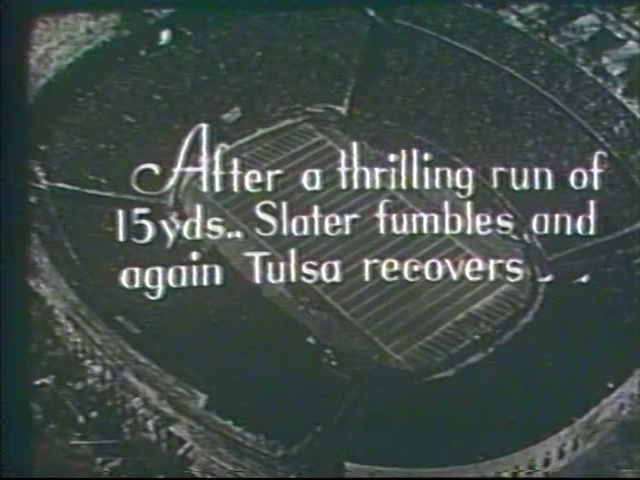 After a thrilling run of
15yds.. Slater fumbles and
again Tulsa recovers . .